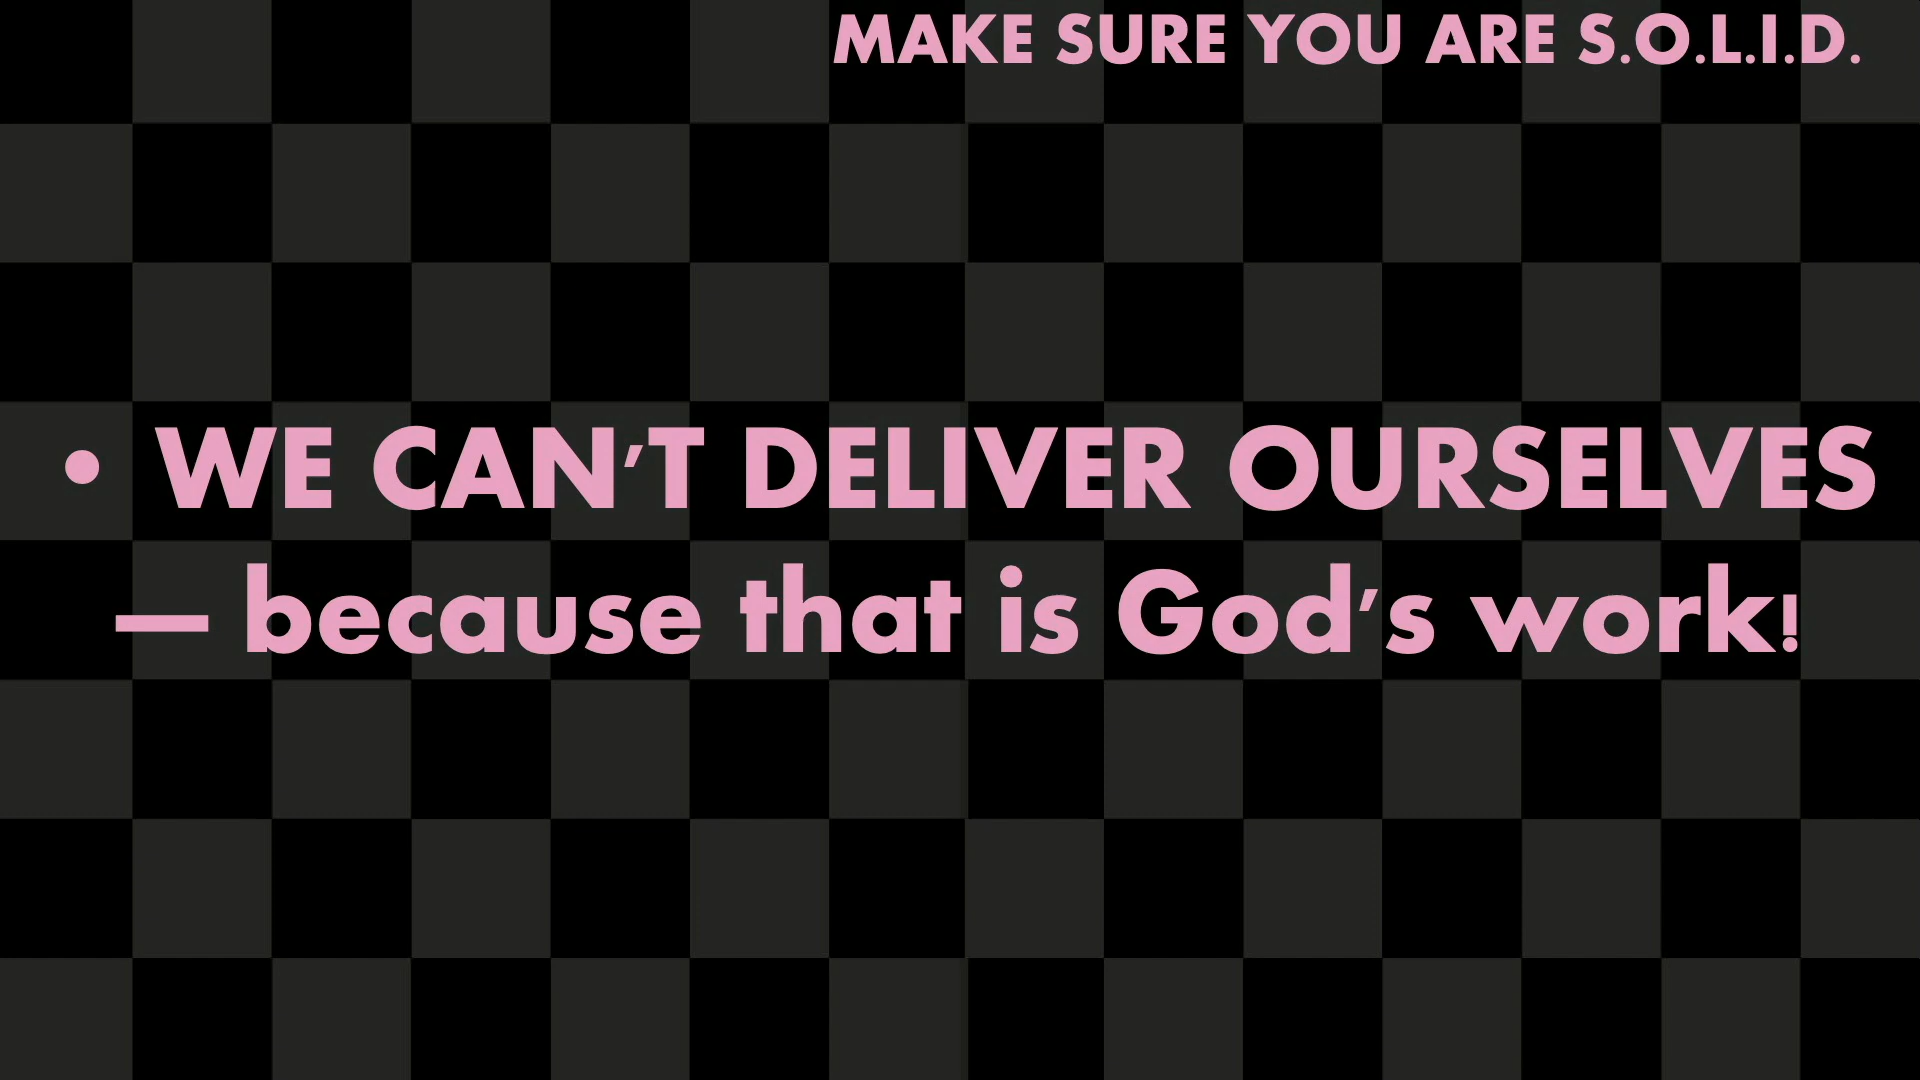 MAKE SURE YOU ARE S.O.L.I.D.
• WE CAN’T DELIVER OURSELVES
— because that is God’s work!